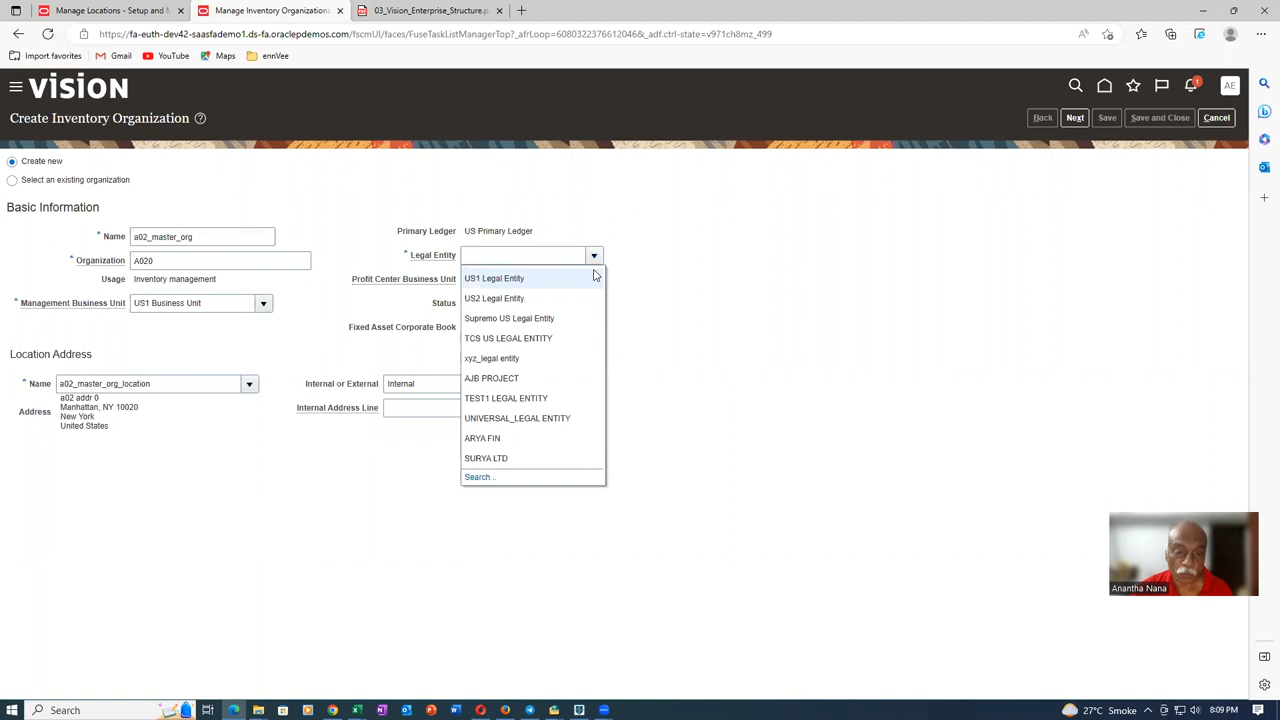 Manage Locations - Setup and M
Manage Inventory Organization
03_Vision_Enterprise_Structure.p
https://fa-euth-dev42-saasfademo1.ds-fa.oraclepdemos.com/fscmUI/faces/FuseTaskListManagerTop?_afrLoop=6080322376612046&_adf.ctrl-state=v971ch8mz_499
Import favorites
Gmail
YouTube
Maps
ennVee
VISION
1
AE
Create Inventory Organization
Back
Next
Save
Save and Close
Cancel
Create new
Select an existing organization
Basic Information
* Name a02_master_org
* Organization A020
Usage Inventory management
* Management Business Unit US1 Business Unit
Primary Ledger US Primary Ledger
* Legal Entity
Profit Center Business Unit
Status
Fixed Asset Corporate Book
US1 Legal Entity
US2 Legal Entity
Supremo US Legal Entity
TCS US LEGAL ENTITY
xyz_legal entity
AJB PROJECT
TEST1 LEGAL ENTITY
UNIVERSAL_LEGAL ENTITY
ARYA FIN
SURYA LTD
Search...
Location Address
* Name a02_master_org_location
Address a02 addr 0
Manhattan, NY 10020
New York
United States
Internal or External Internal
Internal Address Line
Anantha Nana
Search
27°C Smoke
8:09 PM